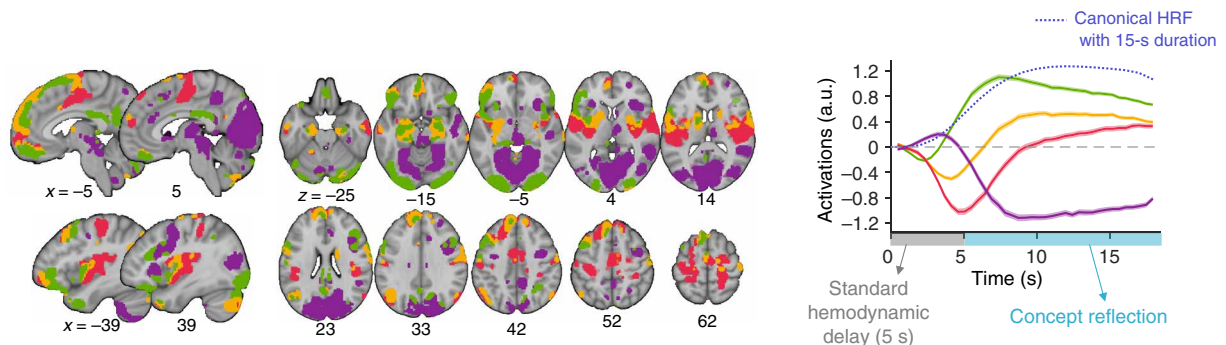 Canonical HRF
with 15-s duration
x = −5
5
z = −25
−15
−5
4
14
x = −39
39
23
33
42
52
62
Activations (a.u.)
1.2
0.8
0.4
0
−0.4
−0.8
−1.2
0
5
10
15
Time (s)
Standard
hemodynamic
delay (5 s)
Concept reflection